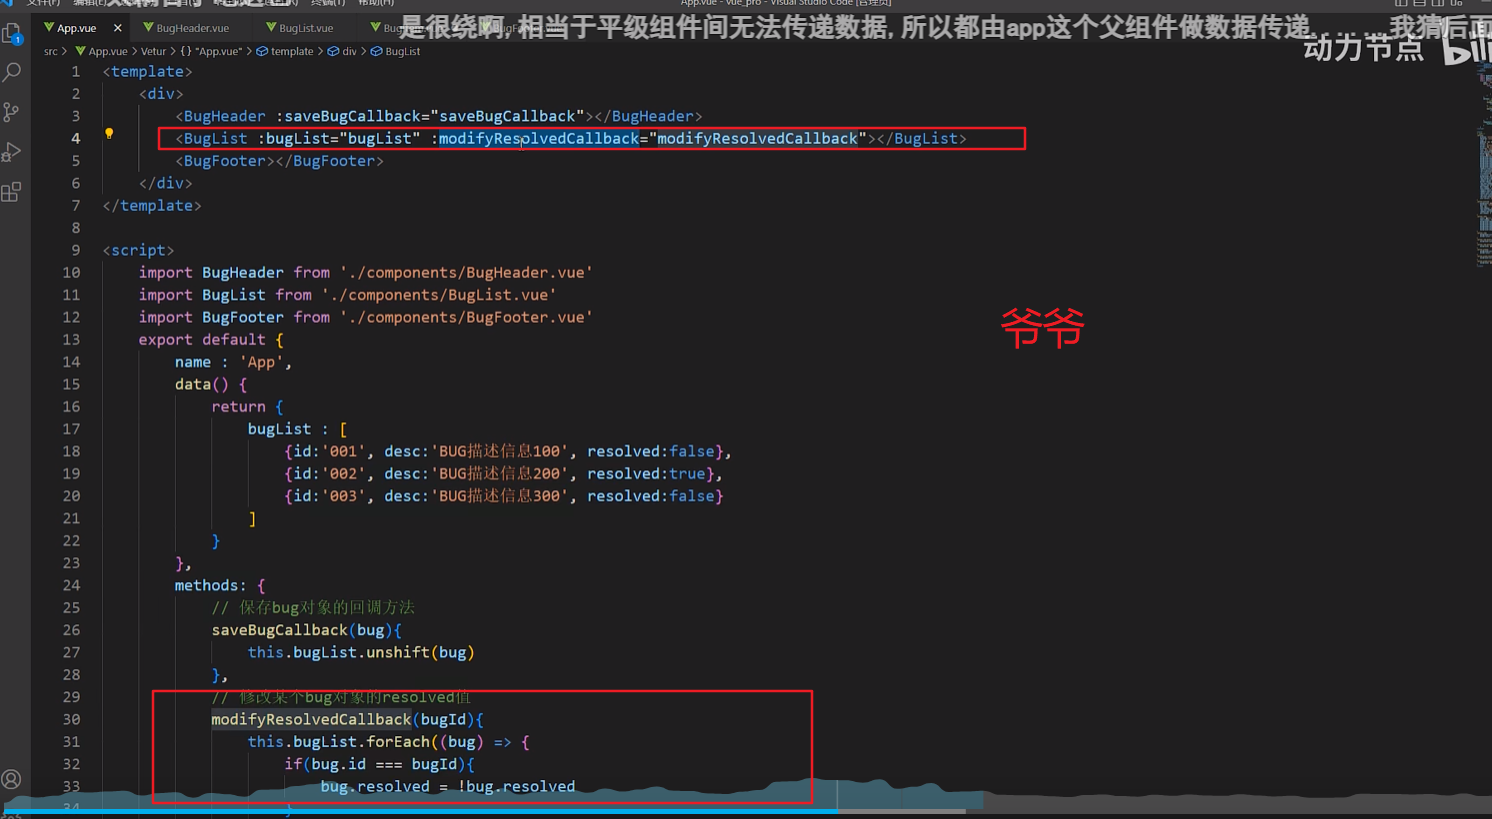 App.vue - vue_pro - Visual Studio Code [管理员]
App.vue × BugHeader.vue BugList.vue
是很绕啊, 相当于平级组件间无法传递数据, 所以都由app这个父组件做数据传递...... 我猜后面
动力节点
src > App.vue > Vetur > {} "App.vue" > template > div > BugList
1 <template>
2 <div>
3 <BugHeader :saveBugCallback="saveBugCallback"></BugHeader>
4 <BugList :bugList="bugList" :modifyResolvedCallback="modifyResolvedCallback"></BugList>
5 <BugFooter></BugFooter>
6 </div>
7 </template>
8
9 <script>
10 import BugHeader from './components/BugHeader.vue'
11 import BugList from './components/BugList.vue'
12 import BugFooter from './components/BugFooter.vue'
爷爷
13 export default {
14 name : 'App',
15 data() {
16 return {
17 bugList : [
18 {id:'001', desc:'BUG描述信息100', resolved:false},
19 {id:'002', desc:'BUG描述信息200', resolved:true},
20 {id:'003', desc:'BUG描述信息300', resolved:false}
21 ]
22 }
23 },
24 methods: {
25 // 保存bug对象的回调方法
26 saveBugCallback(bug){
27 this.bugList.unshift(bug)
28 },
29 // 修改某个bug对象的resolved值
30 modifyResolvedCallback(bugId){
31 this.bugList.forEach((bug) => {
32 if(bug.id === bugId){
33 bug.resolved = !bug.resolved
34 }